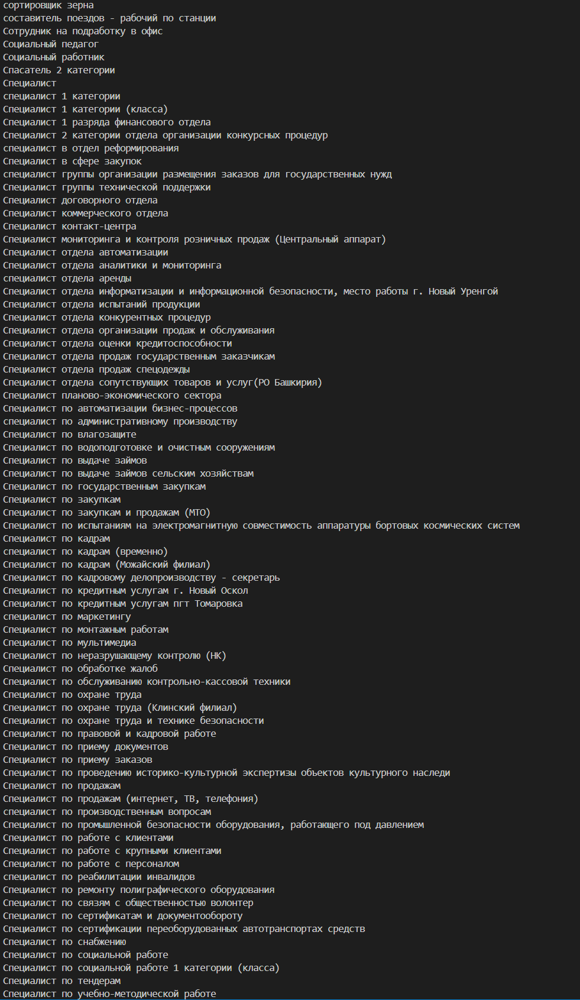 сортировщик зерна
составитель поездов - рабочий по станции
Сотрудник на подработку в офис
Социальный педагог
Социальный работник
Спасатель 2 категории
Специалист
специалист 1 категории
Специалист 1 категории (класса)
Специалист 1 разряда финансового отдела
Специалист 2 категории отдела организации конкурсных процедур
специалист в отдел реформирования
Специалист в сфере закупок
специалист группы организации размещения заказов для государственных нужд
Специалист группы технической поддержки
Специалист договорного отдела
Специалист коммерческого отдела
Специалист контакт-центра
Специалист мониторинга и контроля розничных продаж (Центральный аппарат)
Специалист отдела автоматизации
Специалист отдела аналитики и мониторинга
специалист отдела аренды
Специалист отдела информатизации и информационной безопасности, место работы г. Новый Уренгой
Специалист отдела испытаний продукции
Специалист отдела конкурентных процедур
Специалист отдела организации продаж и обслуживания
Специалист отдела оценки кредитоспособности
Специалист отдела продаж государственным заказчикам
Специалист отдела продаж спецодежды
Специалист отдела сопутствующих товаров и услуг(РО Башкирия)
Специалист планово-экономического сектора
Специалист по автоматизации бизнес-процессов
специалист по административному производству
Специалист по влагозащите
Специалист по водоподготовке и очистным сооружениям
Специалист по выдаче займов
Специалист по выдаче займов сельским хозяйствам
Специалист по государственным закупкам
Специалист по закупкам
Специалист по закупкам и продажам (МТО)
Специалист по испытаниям на электромагнитную совместимость аппаратуры бортовых космических систем
Специалист по кадрам
специалист по кадрам (временно)
Специалист по кадрам (Можайский филиал)
Специалист по кадровому делопроизводству - секретарь
Специалист по кредитным услугам г. Новый Оскол
Специалист по кредитным услугам пгт Томаровка
специалист по маркетингу
Специалист по монтажным работам
Специалист по мультимедиа
Специалист по неразрушающему контролю (НК)
Специалист по обработке жалоб
Специалист по обслуживанию контрольно-кассовой техники
Специалист по охране труда
Специалист по охране труда (Клинский филиал)
Специалист по охране труда и технике безопасности
Специалист по правовой и кадровой работе
Специалист по приему документов
Специалист по приему заказов
Специалист по проведению историко-культурной экспертизы объектов культурного наследи
Специалист по продажам
Специалист по продажам (интернет, ТВ, телефония)
специалист по производственным вопросам
Специалист по промышленной безопасности оборудования, работающего под давлением
Специалист по работе с клиентами
Специалист по работе с крупными клиентами
Специалист по работе с персоналом
специалист по реабилитации инвалидов
Специалист по ремонту полиграфического оборудования
Специалист по связям с общественностью волонтер
Специалист по сертификатам и документообороту
Специалист по сертификации переоборудованных автотранспортах средств
Специалист по снабжению
Специалист по социальной работе
Специалист по социальной работе 1 категории (класса)
Специалист по тендерам
Специалист по учебно-методической работе